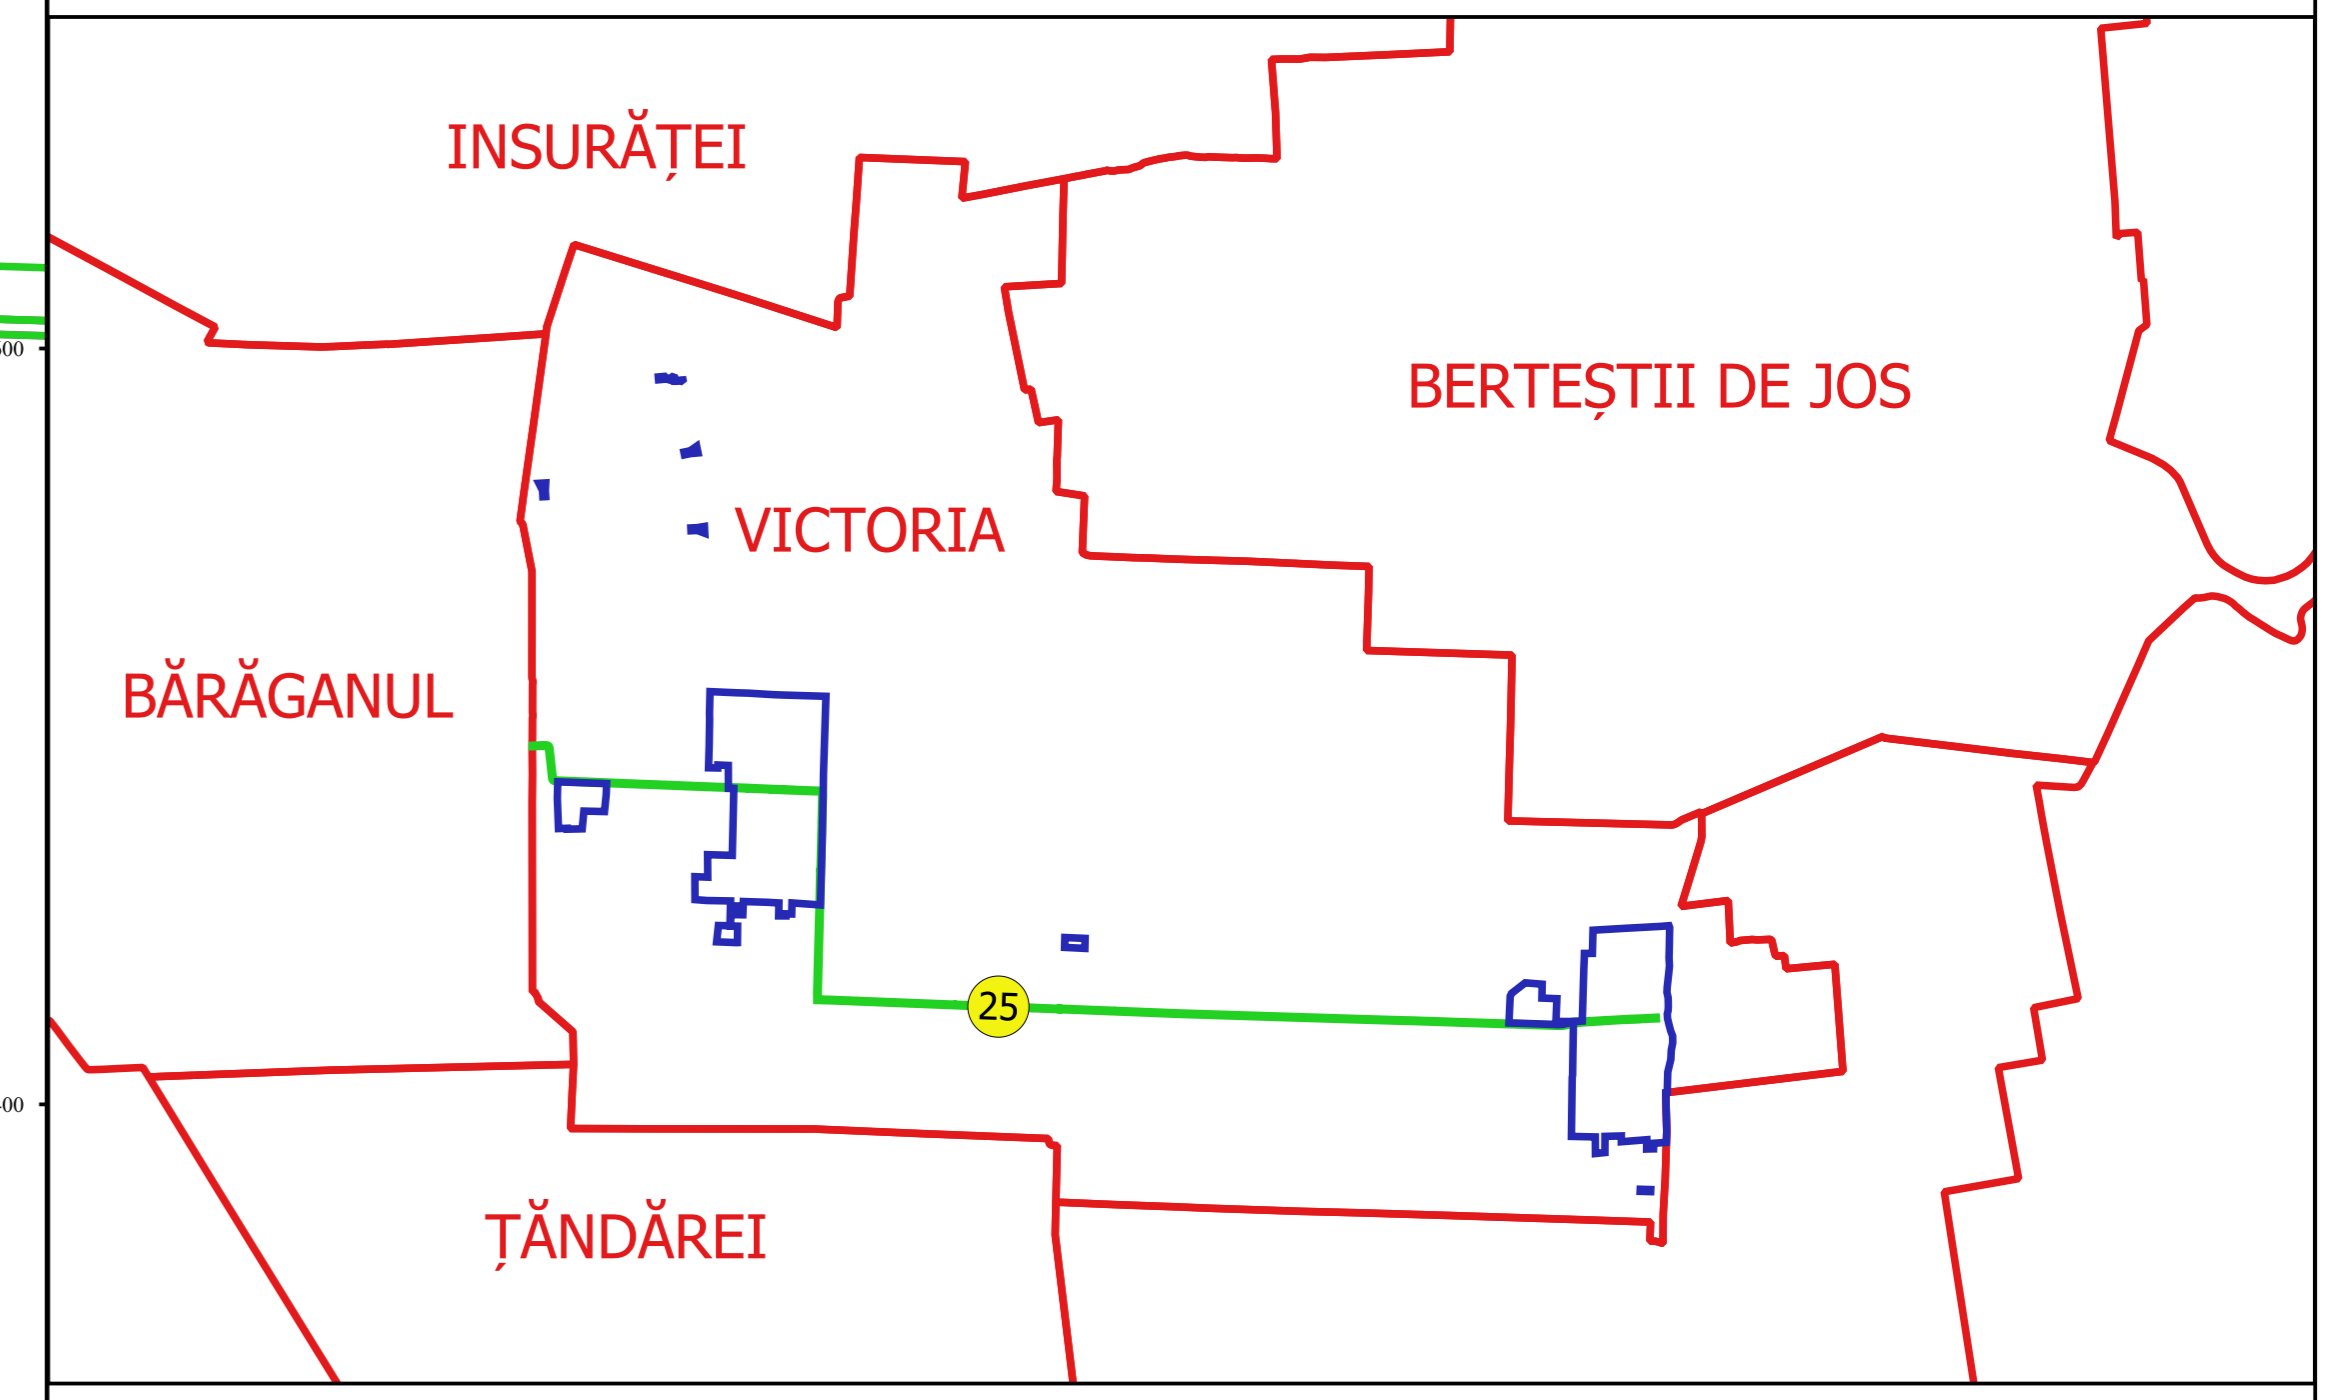 INSURĂȚEI
BERTEȘTII DE JOS
VICTORIA
BĂRĂGANUL
25
ȚĂNDĂREI